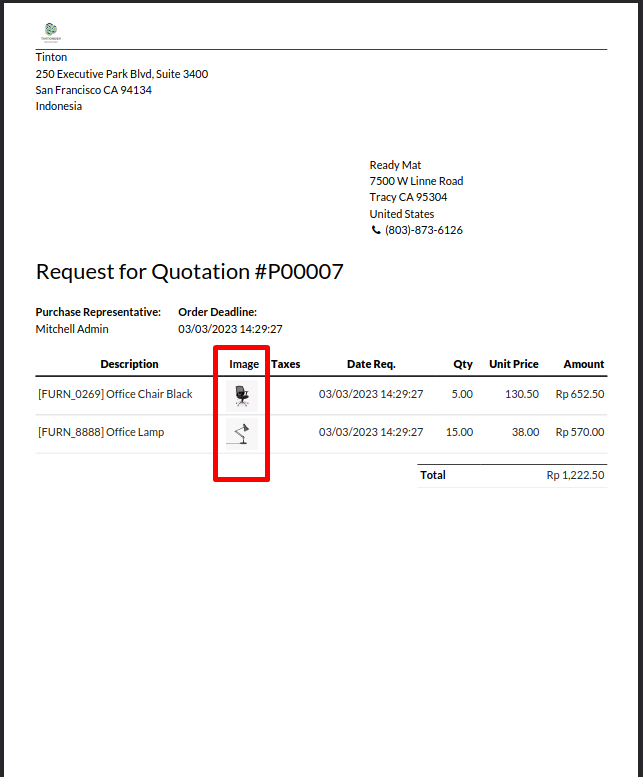 Tinton
250 Executive Park Blvd, Suite 3400
San Francisco CA 94134
Indonesia
Ready Mat
7500 W Linne Road
Tracy CA 95304
United States
(803)-873-6126
Request for Quotation #P00007
Purchase Representative: Order Deadline:
Mitchell Admin 03/03/2023 14:29:27
Description Image Taxes Date Req. Qty Unit Price Amount
[FURN_0269] Office Chair Black 03/03/2023 14:29:27 5.00 130.50 Rp 652.50
[FURN_8888] Office Lamp 03/03/2023 14:29:27 15.00 38.00 Rp 570.00
Total Rp 1,222.50